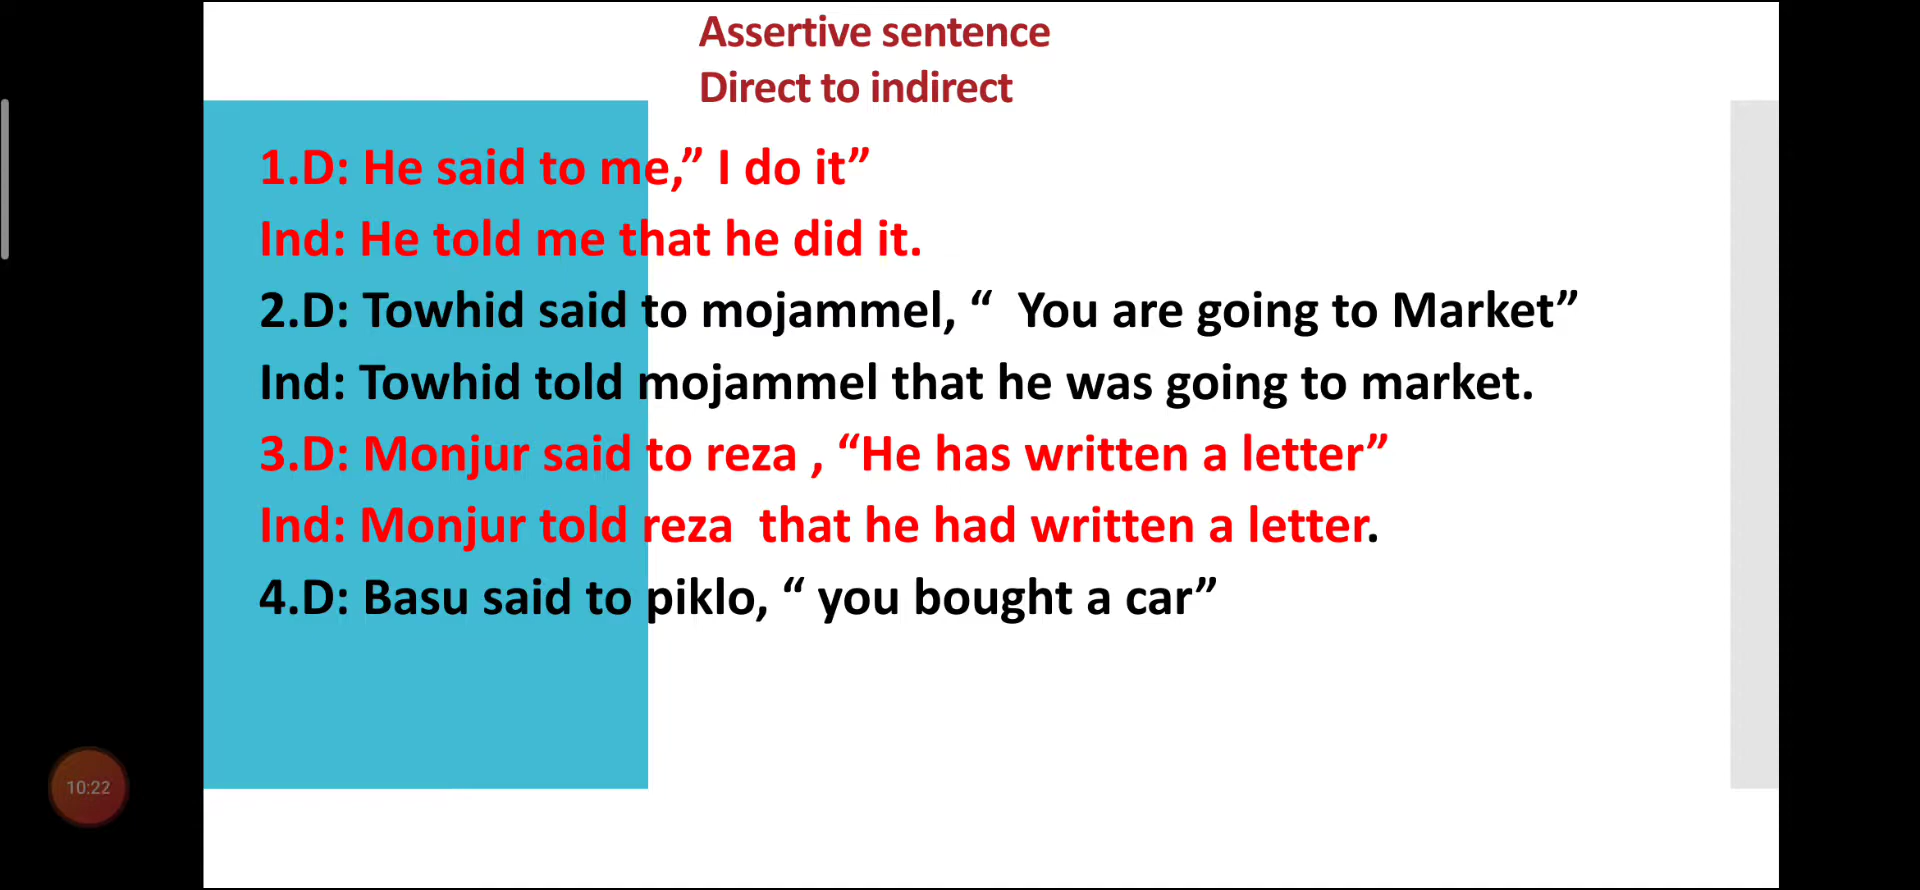 Assertive sentence
Direct to indirect
1.D: He said to me,” I do it”
Ind: He told me that he did it.
2.D: Towhid said to mojammel, “  You are going to Market”
Ind: Towhid told mojammel that he was going to market.
3.D: Monjur said to reza , “He has written a letter”
Ind: Monjur told reza  that he had written a letter.
4.D: Basu said to piklo, “ you bought a car”
10:22